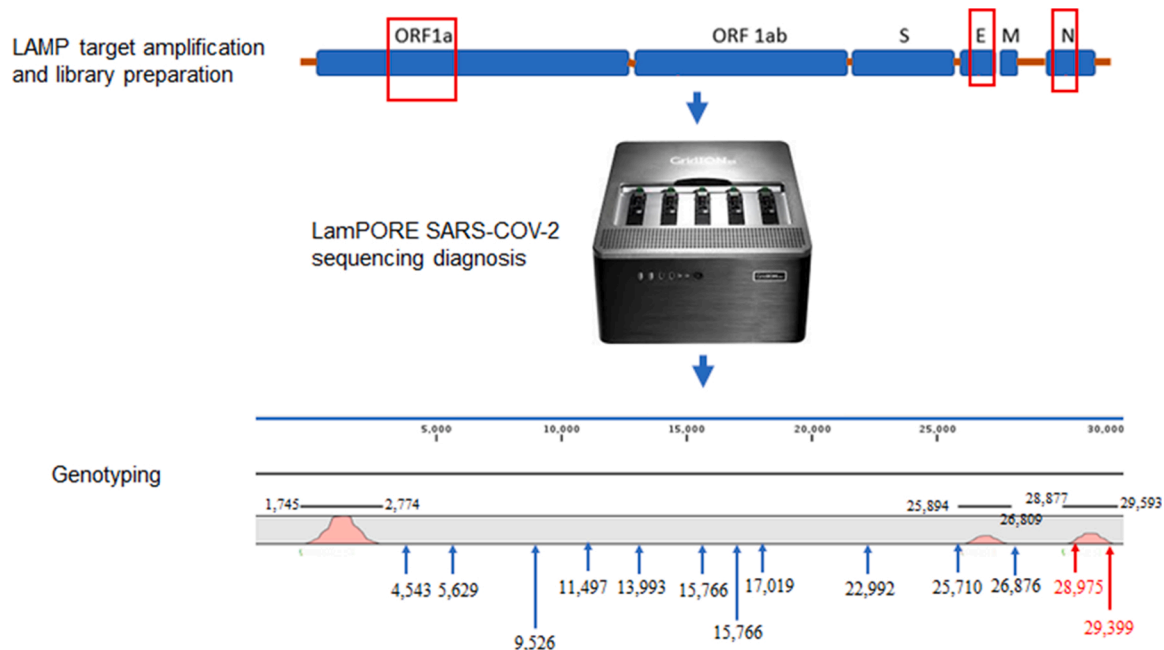 ORF1a
ORF 1ab
S
E
M
N
LAMP target amplification
and library preparation
GridION
LamPORE SARS-COV-2
sequencing diagnosis
5,000
10,000
15,000
20,000
25,000
30,000
Genotyping
1,745
2,774
25,894
28,877
29,593
26,809
4,543
5,629
11,497
13,993
15,766
17,019
22,992
25,710
26,876
28,975
9.526
15,766
29,399